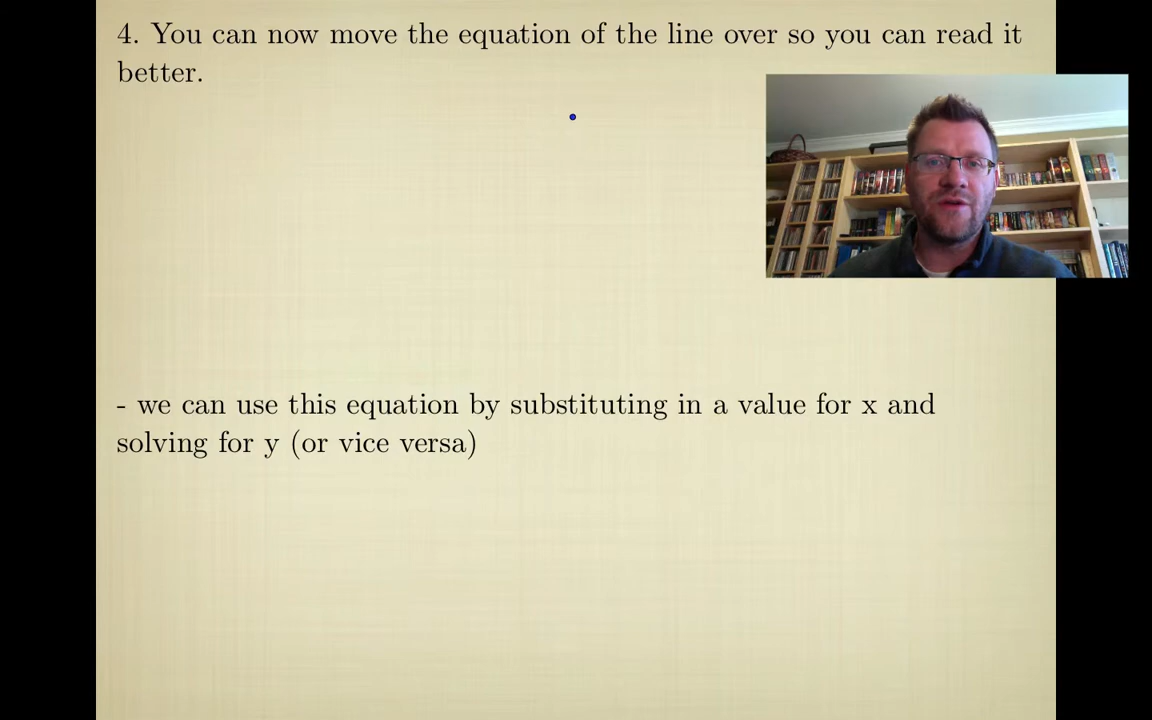 4. You can now move the equation of the line over so you can read it
better.
- we can use this equation by substituting in a value for x and
solving for y (or vice versa)